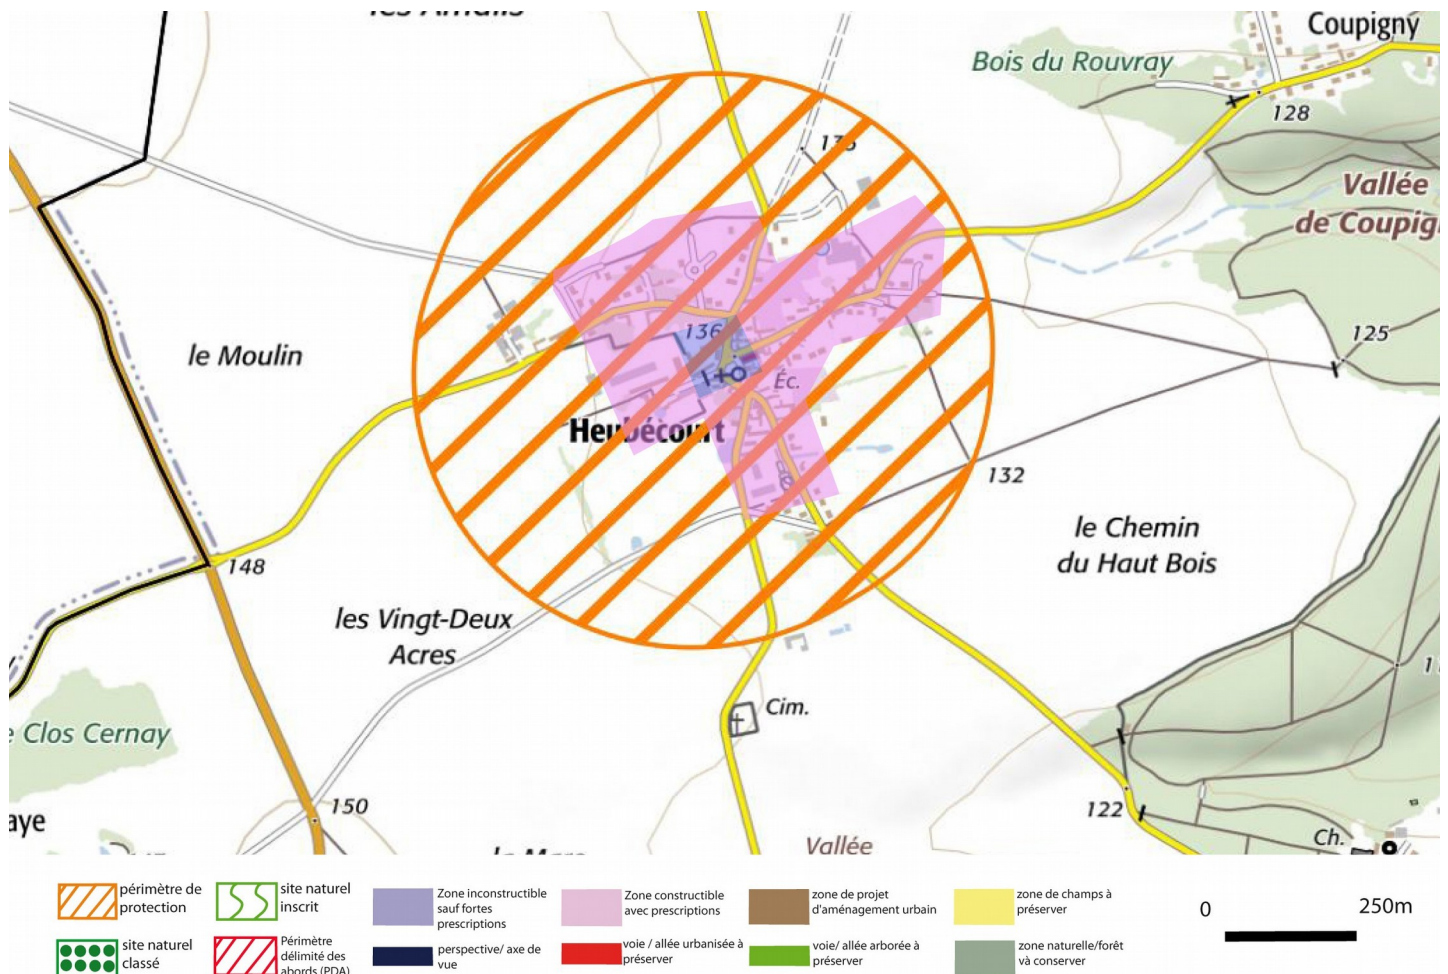 Coupigny
Bois du Rouvray
128
Vallée
de Coupig
125
le Moulin
136
Éc.
Heubécourt
132
le Chemin
du Haut Bois
148
les Vingt-Deux
Acres
Clos Cernay
Cim.
150
122
aye
Vallée
Ch.
périmètre de
protection
site naturel
inscrit
Zone inconstructible
sauf fortes
prescriptions
Zone constructible
avec prescriptions
zone de projet
d'aménagement urbain
zone de champs à
préserver
0
250m
site naturel
classé
Périmètre
délimité des
abords (PDA)
perspective/ axe de
vue
voie / allée urbanisée à
préserver
voie/ allée arborée à
préserver
zone naturelle/forêt
và conserver